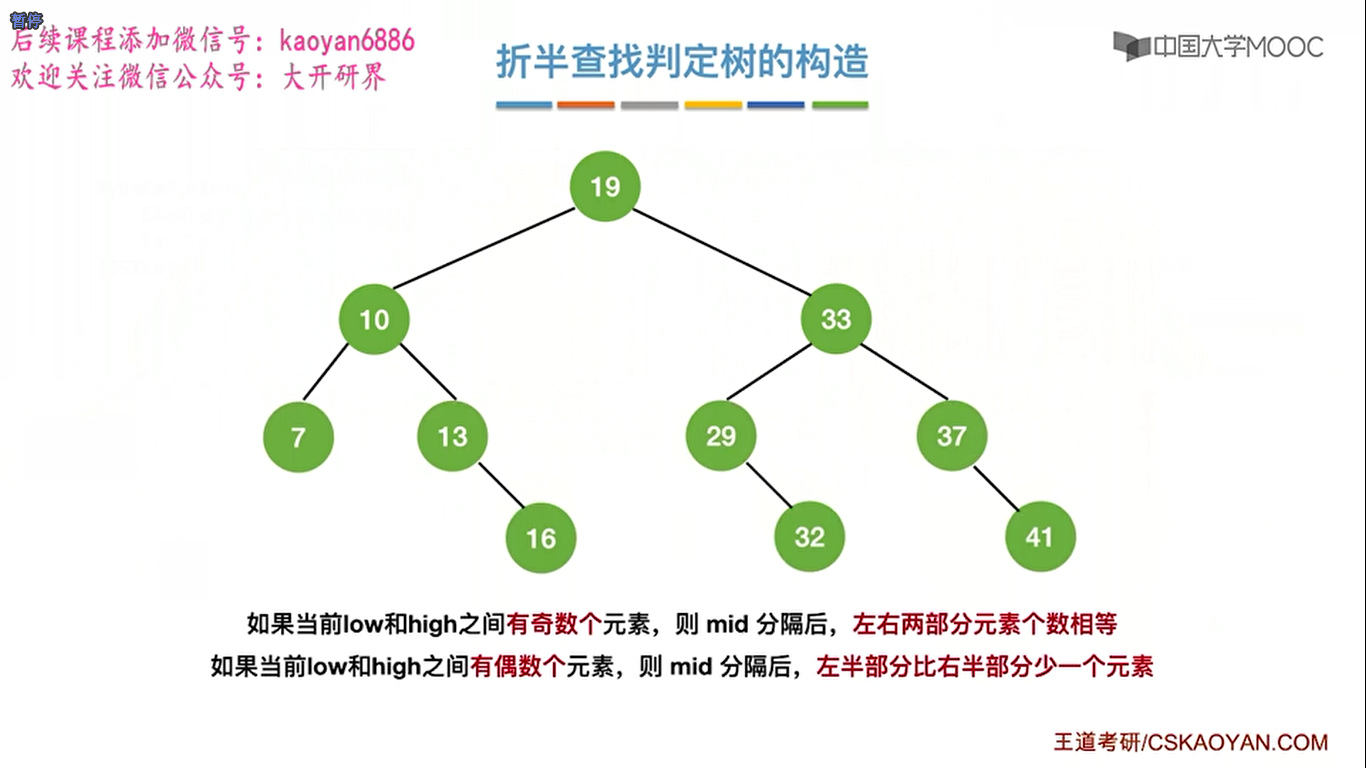 暂停
后续课程添加微信号：kaoyan6886
欢迎关注微信公众号：大开研界
折半查找判定树的构造
中国大学MOOC
19
10
33
7
13
29
37
16
32
41
如果当前low和high之间有奇数个元素，则 mid 分隔后，左右两部分元素个数相等
如果当前low和high之间有偶数个元素，则 mid 分隔后，左半部分比右半部分少一个元素
王道考研/CSKAOYAN.COM